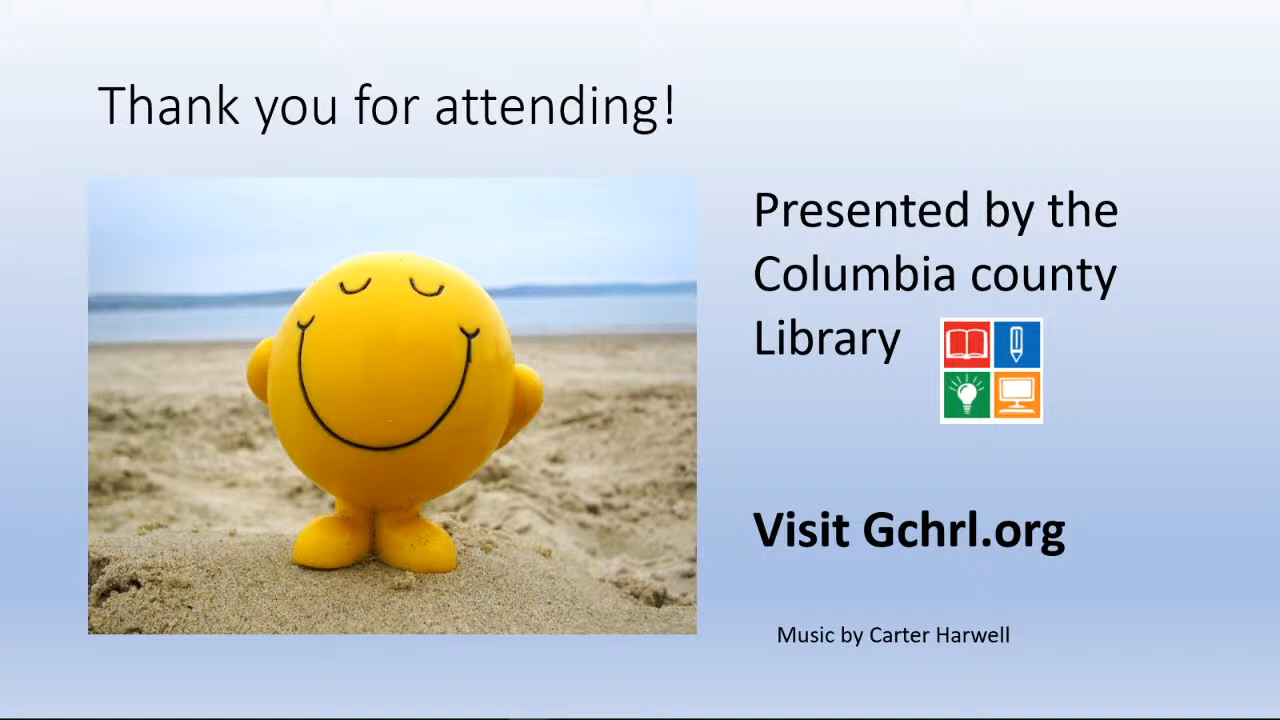 Thank you for attending!
Presented by the
Columbia county
Library
Visit Gchrl.org
Music by Carter Harwell